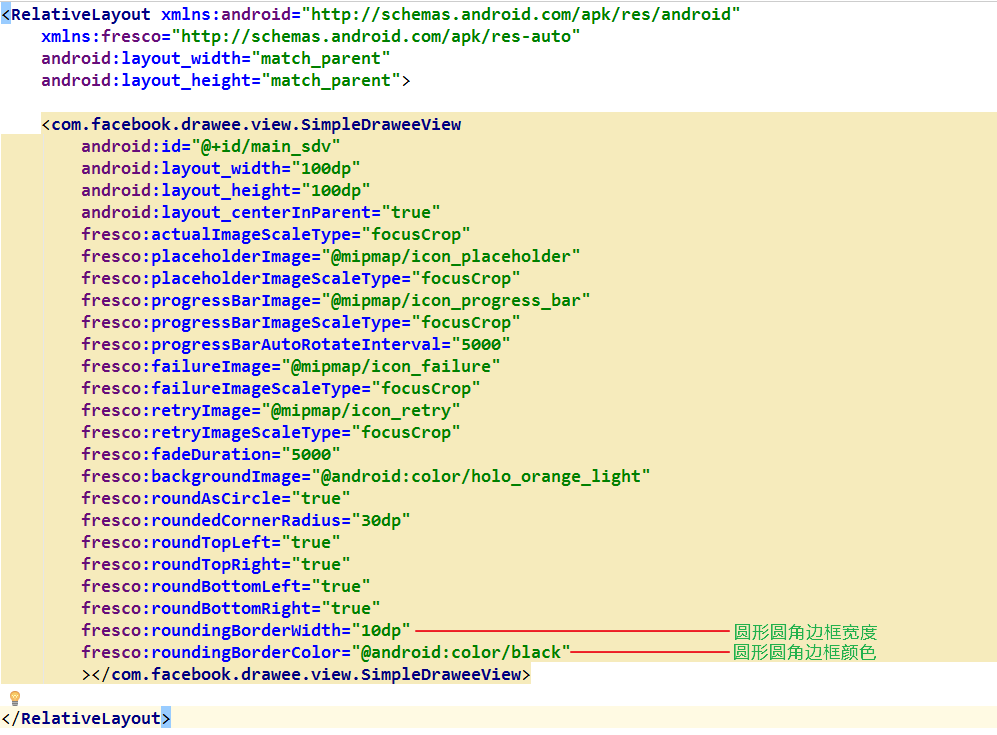 <RelativeLayout xmlns:android="http://schemas.android.com/apk/res/android"
xmlns:fresco="http://schemas.android.com/apk/res-auto"
android:layout_width="match_parent"
android:layout_height="match_parent">
<com.facebook.drawee.view.SimpleDraweeView
android:id="@+id/main_sdv"
android:layout_width="100dp"
android:layout_height="100dp"
android:layout_centerInParent="true"
fresco:actualImageScaleType="focusCrop"
fresco:placeholderImage="@mipmap/icon_placeholder"
fresco:placeholderImageScaleType="focusCrop"
fresco:progressBarImage="@mipmap/icon_progress_bar"
fresco:progressBarImageScaleType="focusCrop"
fresco:progressBarAutoRotateInterval="5000"
fresco:failureImage="@mipmap/icon_failure"
fresco:failureImageScaleType="focusCrop"
fresco:retryImage="@mipmap/icon_retry"
fresco:retryImageScaleType="focusCrop"
fresco:fadeDuration="5000"
fresco:backgroundImage="@android:color/holo_orange_light"
fresco:roundAsCircle="true"
fresco:roundedCornerRadius="30dp"
fresco:roundTopLeft="true"
fresco:roundTopRight="true"
fresco:roundBottomLeft="true"
fresco:roundBottomRight="true"
fresco:roundingBorderWidth="10dp" 圆形圆角边框宽度
fresco:roundingBorderColor="@android:color/black" 圆形圆角边框颜色
></com.facebook.drawee.view.SimpleDraweeView>
</RelativeLayout>